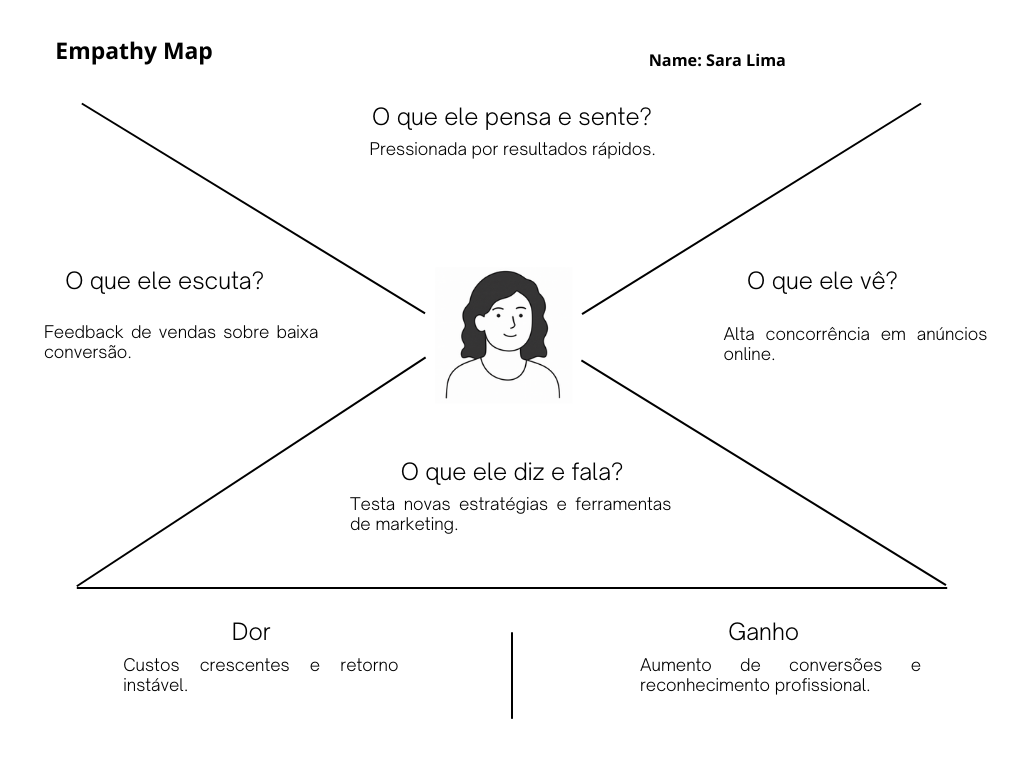 Empathy Map
Name: Sara Lima
O que ele pensa e sente?
Pressionada por resultados rápidos.
O que ele escuta?
Feedback de vendas sobre baixa
conversão.
O que ele vê?
Alta concorrência em anúncios
online.
O que ele diz e fala?
Testa novas estratégias e ferramentas
de marketing.
Dor
Custos crescentes e retorno
instável.
Ganho
Aumento de conversões e
reconhecimento profissional.